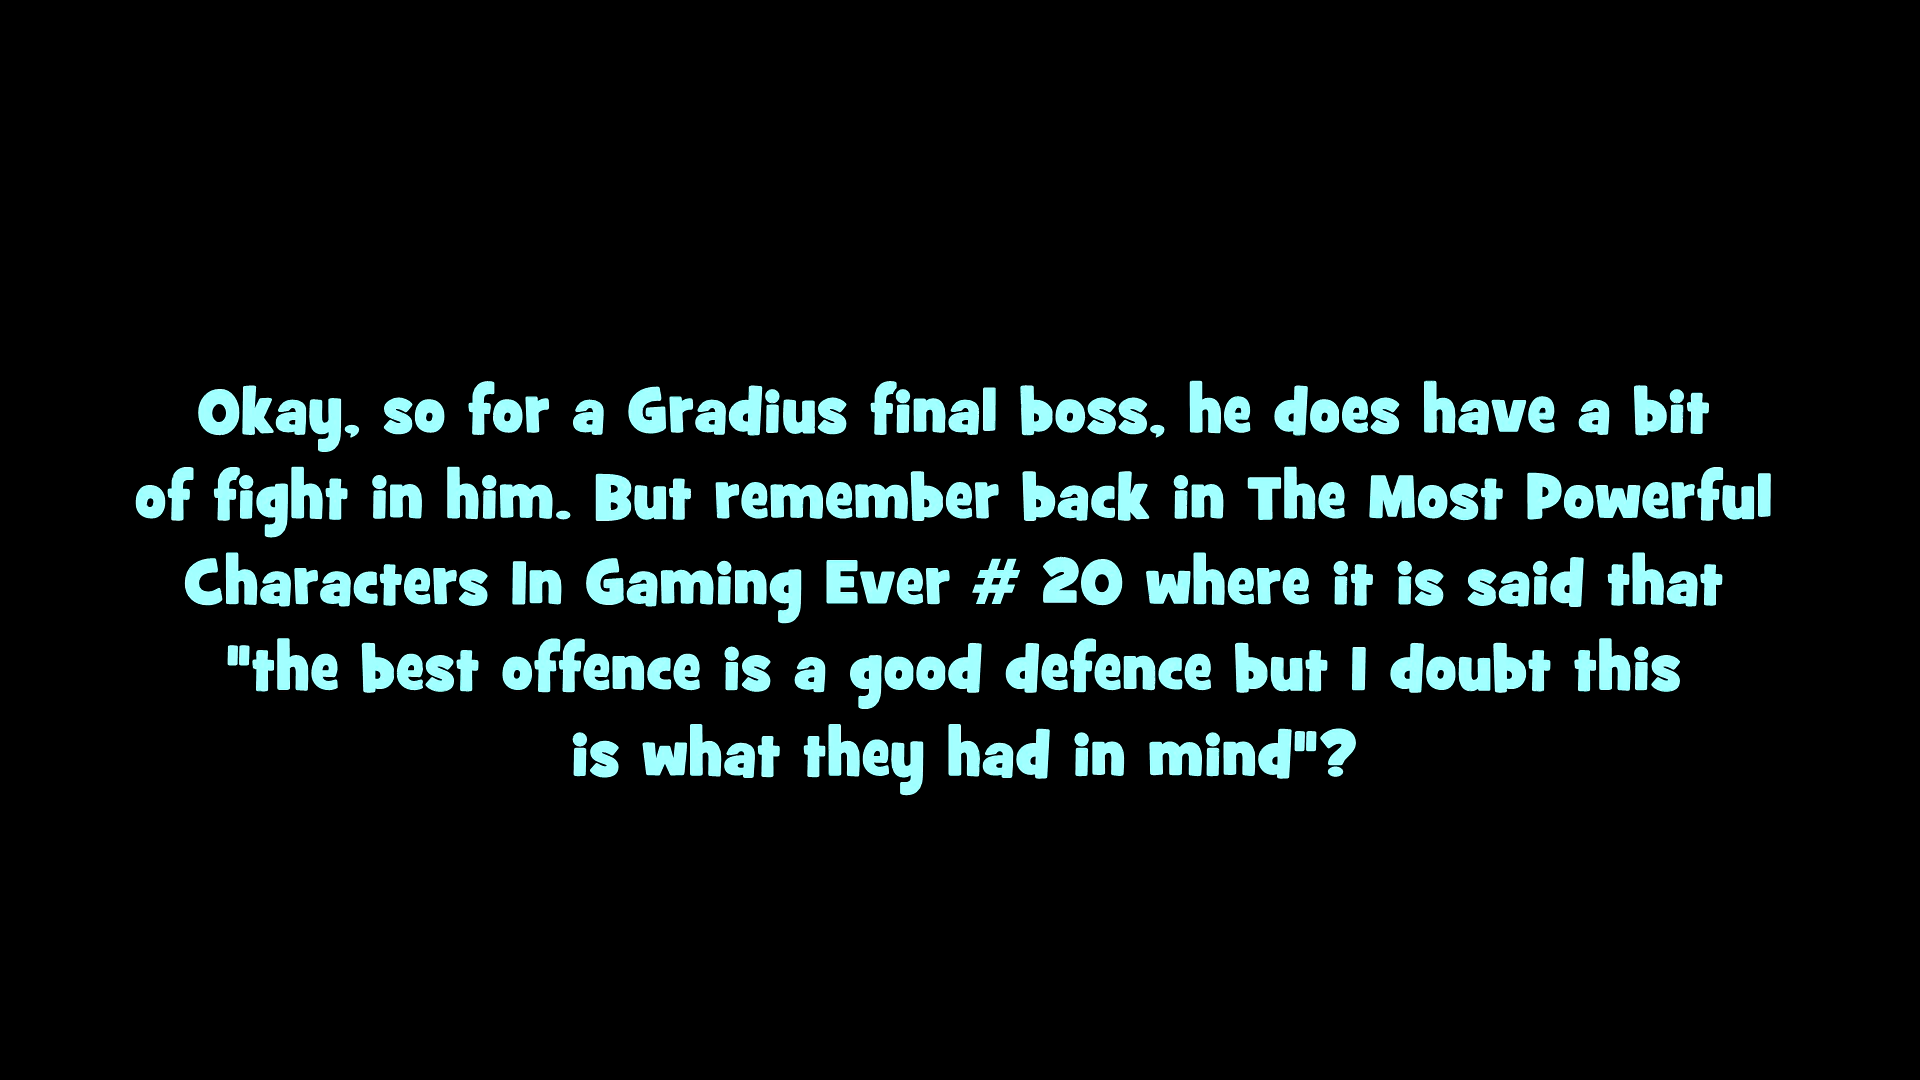 Okay, so for a Gradius final boss, he does have a bit
of fight in him. But remember back in The Most Powerful
Characters In Gaming Ever # 20 where it is said that
"the best offence is a good defence but I doubt this
is what they had in mind"?